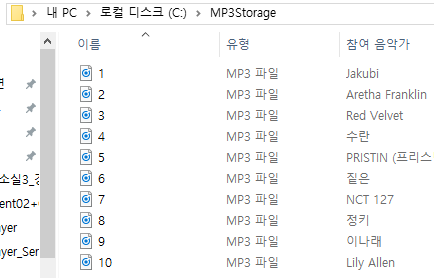 내 PC > 로컬 디스크 (C:) > MP3Storage
이름 유형 참여 음악가
1 MP3 파일 Jakubi
2 MP3 파일 Aretha Franklin
3 MP3 파일 Red Velvet
4 MP3 파일 수란
5 MP3 파일 PRISTIN (프리스
6 MP3 파일 짙은
7 MP3 파일 NCT 127
8 MP3 파일 정키
9 MP3 파일 이나래
10 MP3 파일 Lily Allen
면
소실3_
ent02+
ayer
ayer_Ser